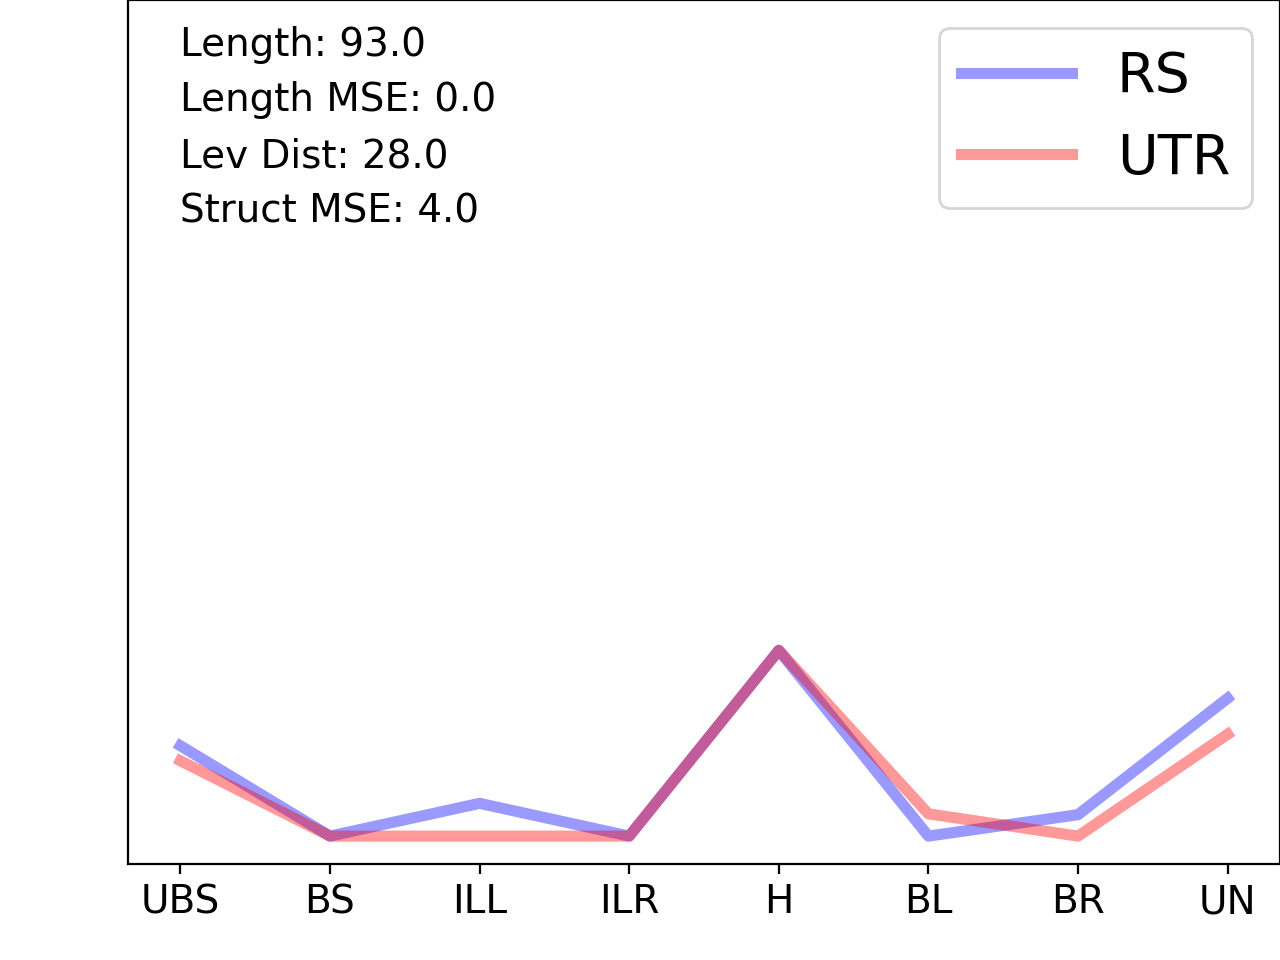 Length: 93.0
Length MSE: 0.0
Lev Dist: 28.0
Struct MSE: 4.0
RS
UTR
UBS BS ILL ILR H BL BR UN